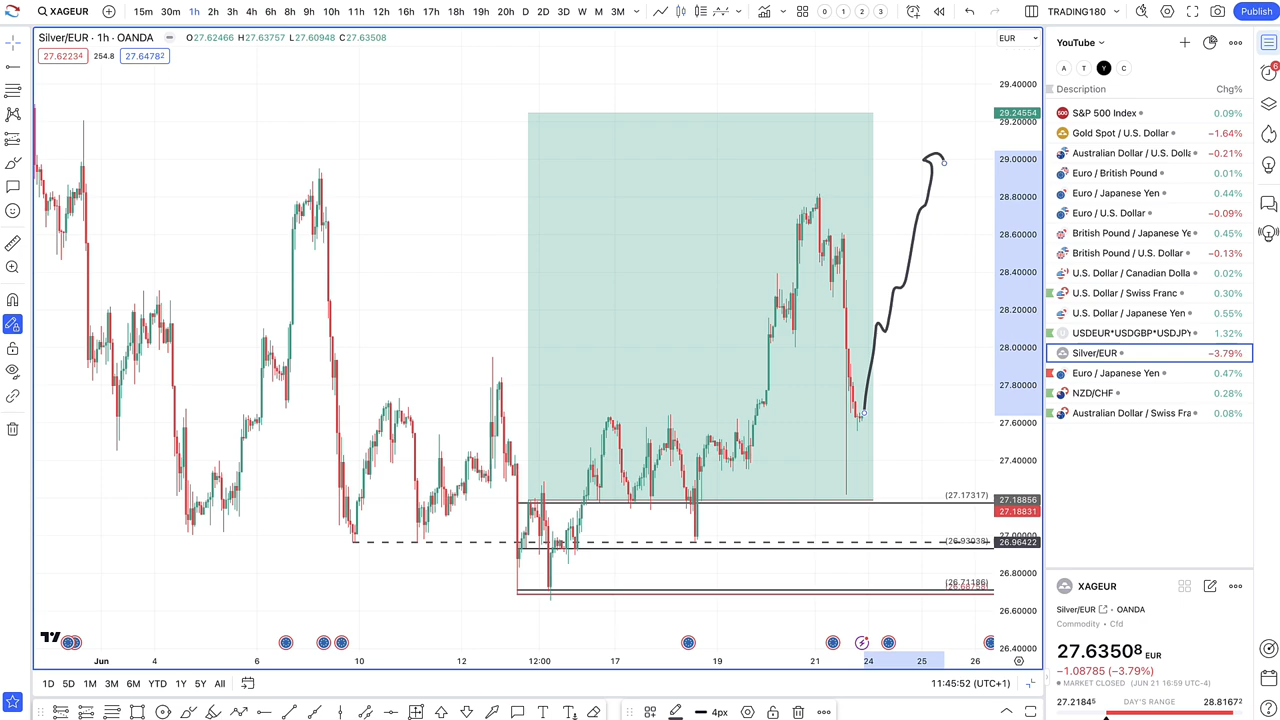 XAGEUR 15m 30m 1h 2h 3h 4h 6h 8h 9h 10h 11h 12h 16h 17h 18h 19h 20h D 2D 3D W M 3M 0 1 2 3 TRADING180 Publish
Silver/EUR · 1h · OANDA O27.62466 H27.63757 L27.60948 C27.63508
27.62234 254.8 27.64782
EUR
29.40000
29.24554
29.20000
29.00000
28.80000
28.60000
28.40000
28.20000
28.00000
27.80000
27.60000
27.40000
(27.17317) 27.18856
27.18831
27.00000
(26.93038) 26.96422
(26.71186)
26.80000
26.60000
26.40000
Jun 4 6 10 12 12:00 17 19 21 24 25 26
1D 5D 1M 3M 6M YTD 1Y 5Y All 11:45:52 (UTC+1)
T T 4px
YouTube
A T Y C
Description Chg%
S&P 500 Index 0.09%
Gold Spot / U.S. Dollar −1.64%
Australian Dollar / U.S. Dolla −0.21%
Euro / British Pound 0.01%
Euro / Japanese Yen 0.44%
Euro / U.S. Dollar −0.09%
British Pound / Japanese Ye 0.45%
British Pound / U.S. Dollar −0.13%
U.S. Dollar / Canadian Dolla 0.02%
U.S. Dollar / Swiss Franc 0.30%
U.S. Dollar / Japanese Yen 0.55%
USDEUR*USDGBP*USDJPY 1.32%
Silver/EUR −3.79%
Euro / Japanese Yen 0.47%
NZD/CHF 0.28%
Australian Dollar / Swiss Fra 0.08%
6
XAGEUR
Silver/EUR · OANDA
Commodity · Cfd
27.63508 EUR
−1.08785 (−3.79%)
MARKET CLOSED (JUN 21 16:59 UTC-4)
27.21845 DAY'S RANGE 28.81672